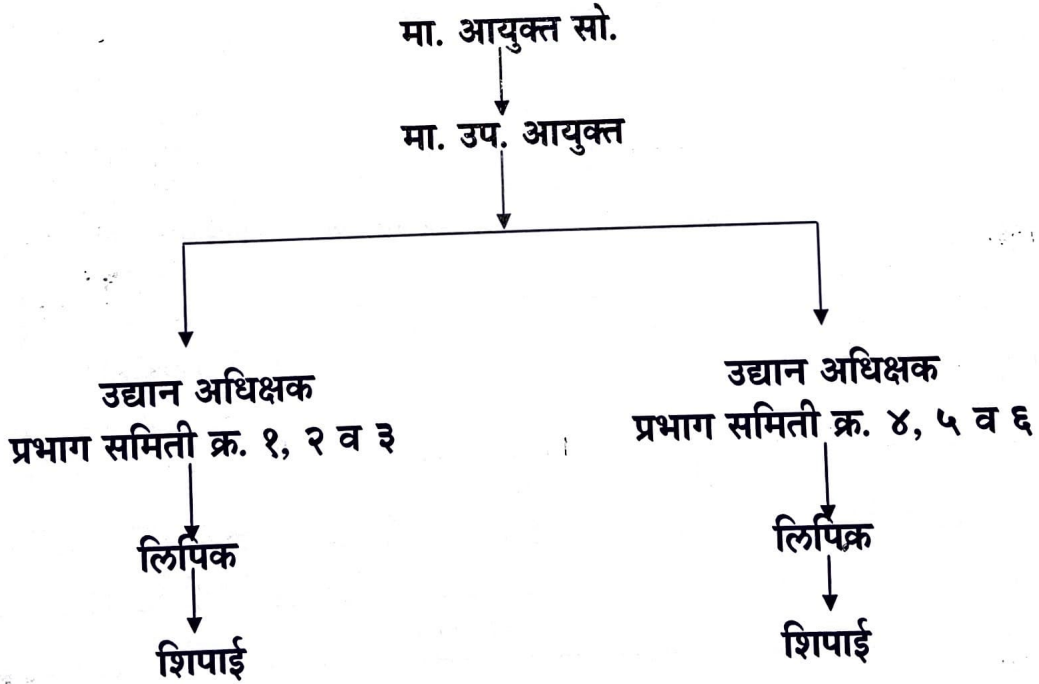 मा. आयुक्त सो.
मा. उप. आयुक्त
उद्यान अधिक्षक
प्रभाग समिती क्र. १, २ व ३
लिपिक
शिपाई
उद्यान अधिक्षक
प्रभाग समिती क्र. ४, ५ व ६
लिपिक
शिपाई